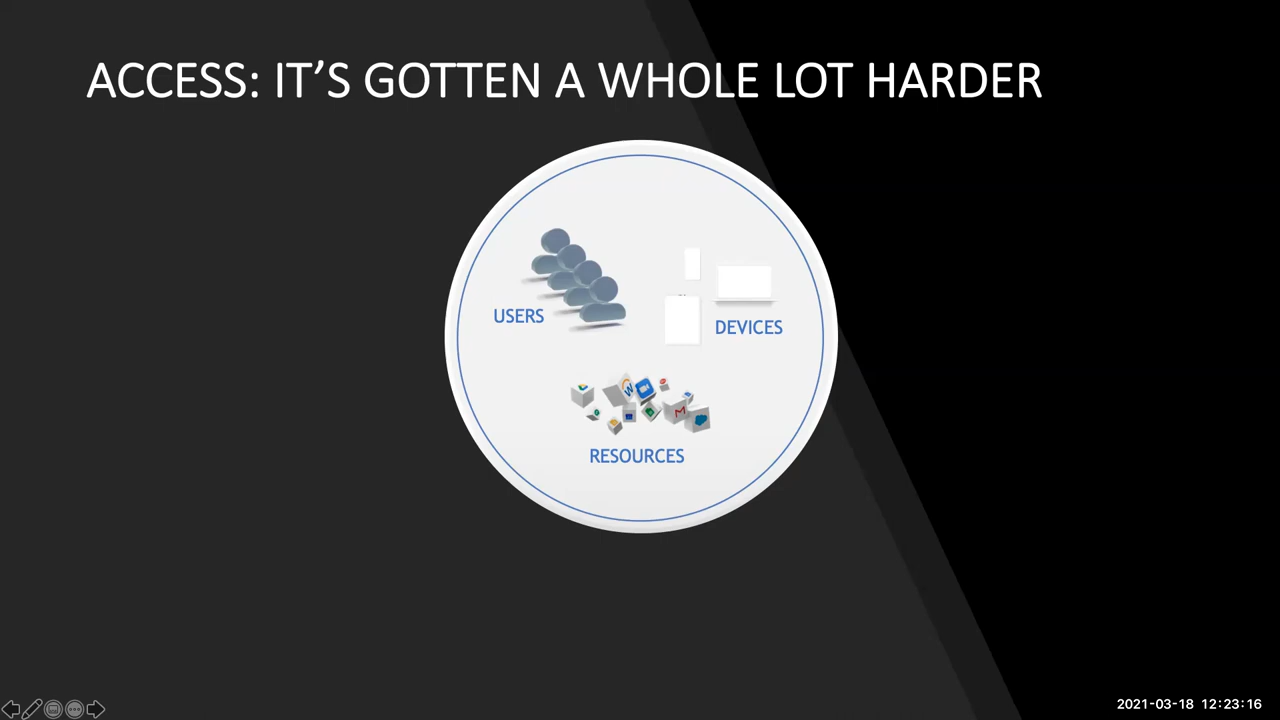 ACCESS: IT’S GOTTEN A WHOLE LOT HARDER
USERS
DEVICES
W
M
RESOURCES
2021-03-18 12:23:16